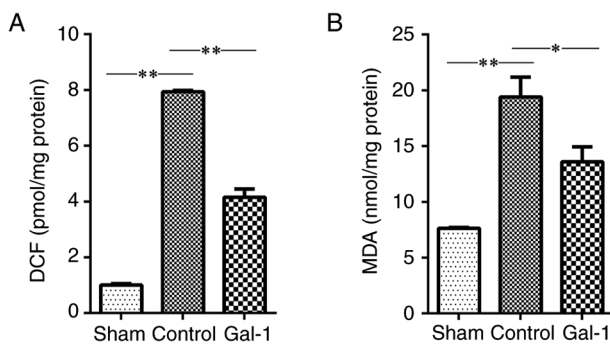 A
DCF (pmol/mg protein)
10
8
6
4
2
0
**
**
Sham Control Gal-1
B
MDA (nmol/mg protein)
25
20
15
10
5
0
**
*
Sham Control Gal-1